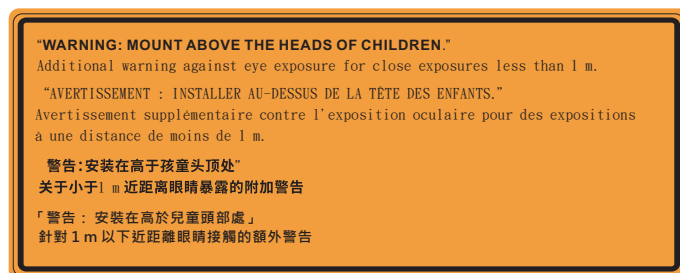 “WARNING: MOUNT ABOVE THE HEADS OF CHILDREN.”
Additional warning against eye exposure for close exposures less than 1 m.
“AVERTISSEMENT : INSTALLER AU-DESSUS DE LA TÊTE DES ENFANTS.”
Avertissement supplémentaire contre l'exposition oculaire pour des expositions
à une distance de moins de 1 m.
警告:安装在高于孩童头顶处”
关于小于1 m 近距离眼睛暴露的附加警告
「警告 : 安裝在高於兒童頭部處」
針對 1 m 以下近距離眼睛接觸的額外警告